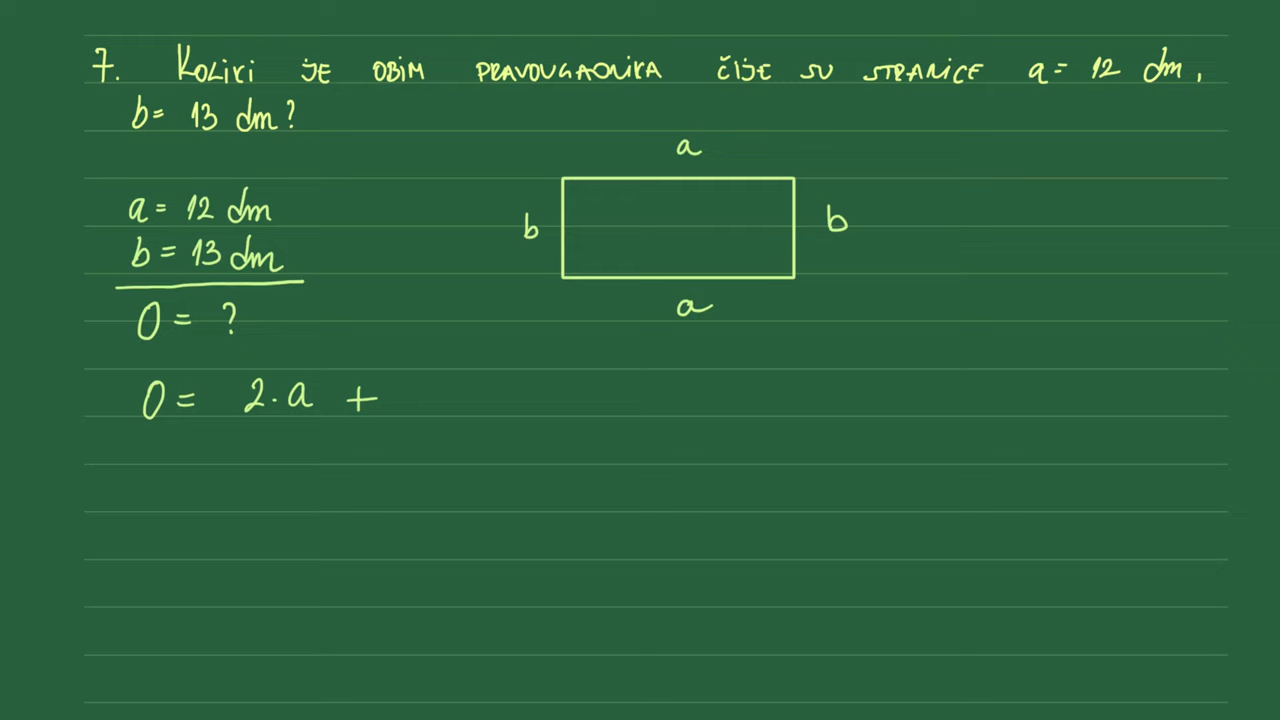 7. KOLIKI JE OBIM PRAVOUGAONIKA ČIJE SU STRANICE a = 12 dm,
b = 13 dm?
a
b
b
a
a = 12 dm
b = 13 dm
O = ?
O = 2 · a +